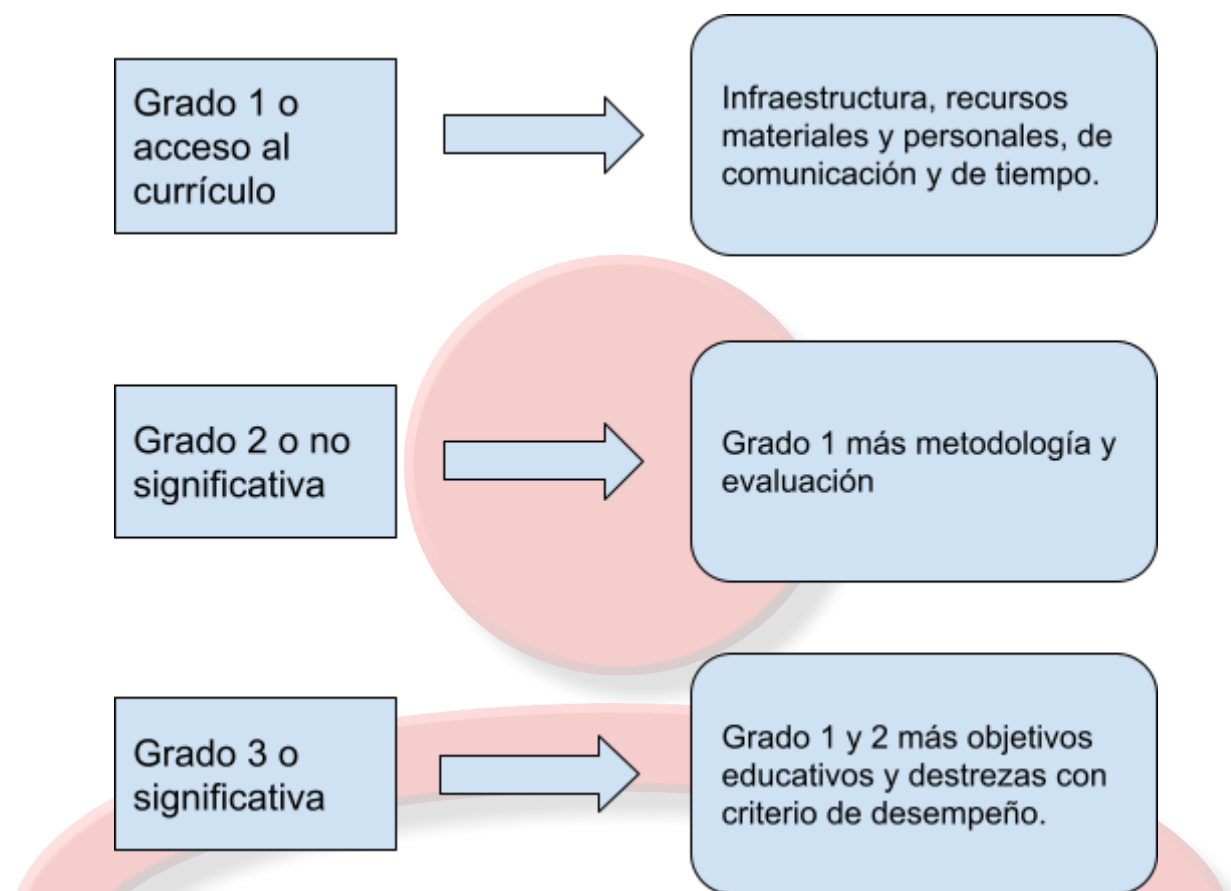 Grado 1 o
acceso al
currículo
Infraestructura, recursos
materiales y personales, de
comunicación y de tiempo.
Grado 2 o no
significativa
Grado 1 más metodología y
evaluación
Grado 3 o
significativa
Grado 1 y 2 más objetivos
educativos y destrezas con
criterio de desempeño.